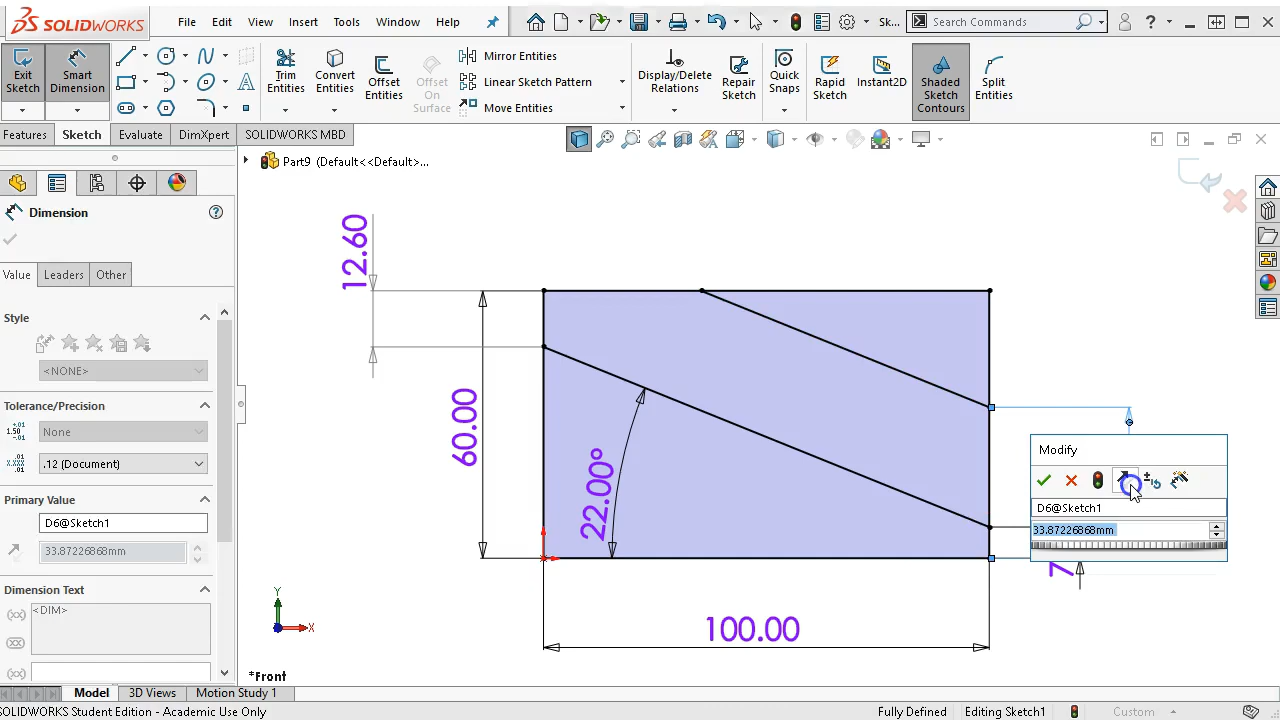 SOLIDWORKS
File Edit View Insert Tools Window Help
Sk...
Search Commands
Exit Sketch
Smart Dimension
Trim Entities
Convert Entities
Offset Entities
Offset On Surface
Mirror Entities
Linear Sketch Pattern
Move Entities
Display/Delete Relations
Repair Sketch
Quick Snaps
Rapid Sketch
Instant2D
Shaded Sketch Contours
Split Entities
Features Sketch Evaluate DimXpert SOLIDWORKS MBD
Part9 (Default<<Default>...
Dimension
Value Leaders Other
Style
<NONE>
Tolerance/Precision
None
.12 (Document)
Primary Value
D6@Sketch1
33.87226868mm
Dimension Text
<DIM>
12.60
60.00
22.00°
100.00
7
Modify
D6@Sketch1
33.87226868mm
Y
X
*Front
Model 3D Views Motion Study 1
SOLIDWORKS Student Edition - Academic Use Only
Fully Defined
Editing Sketch1
Custom